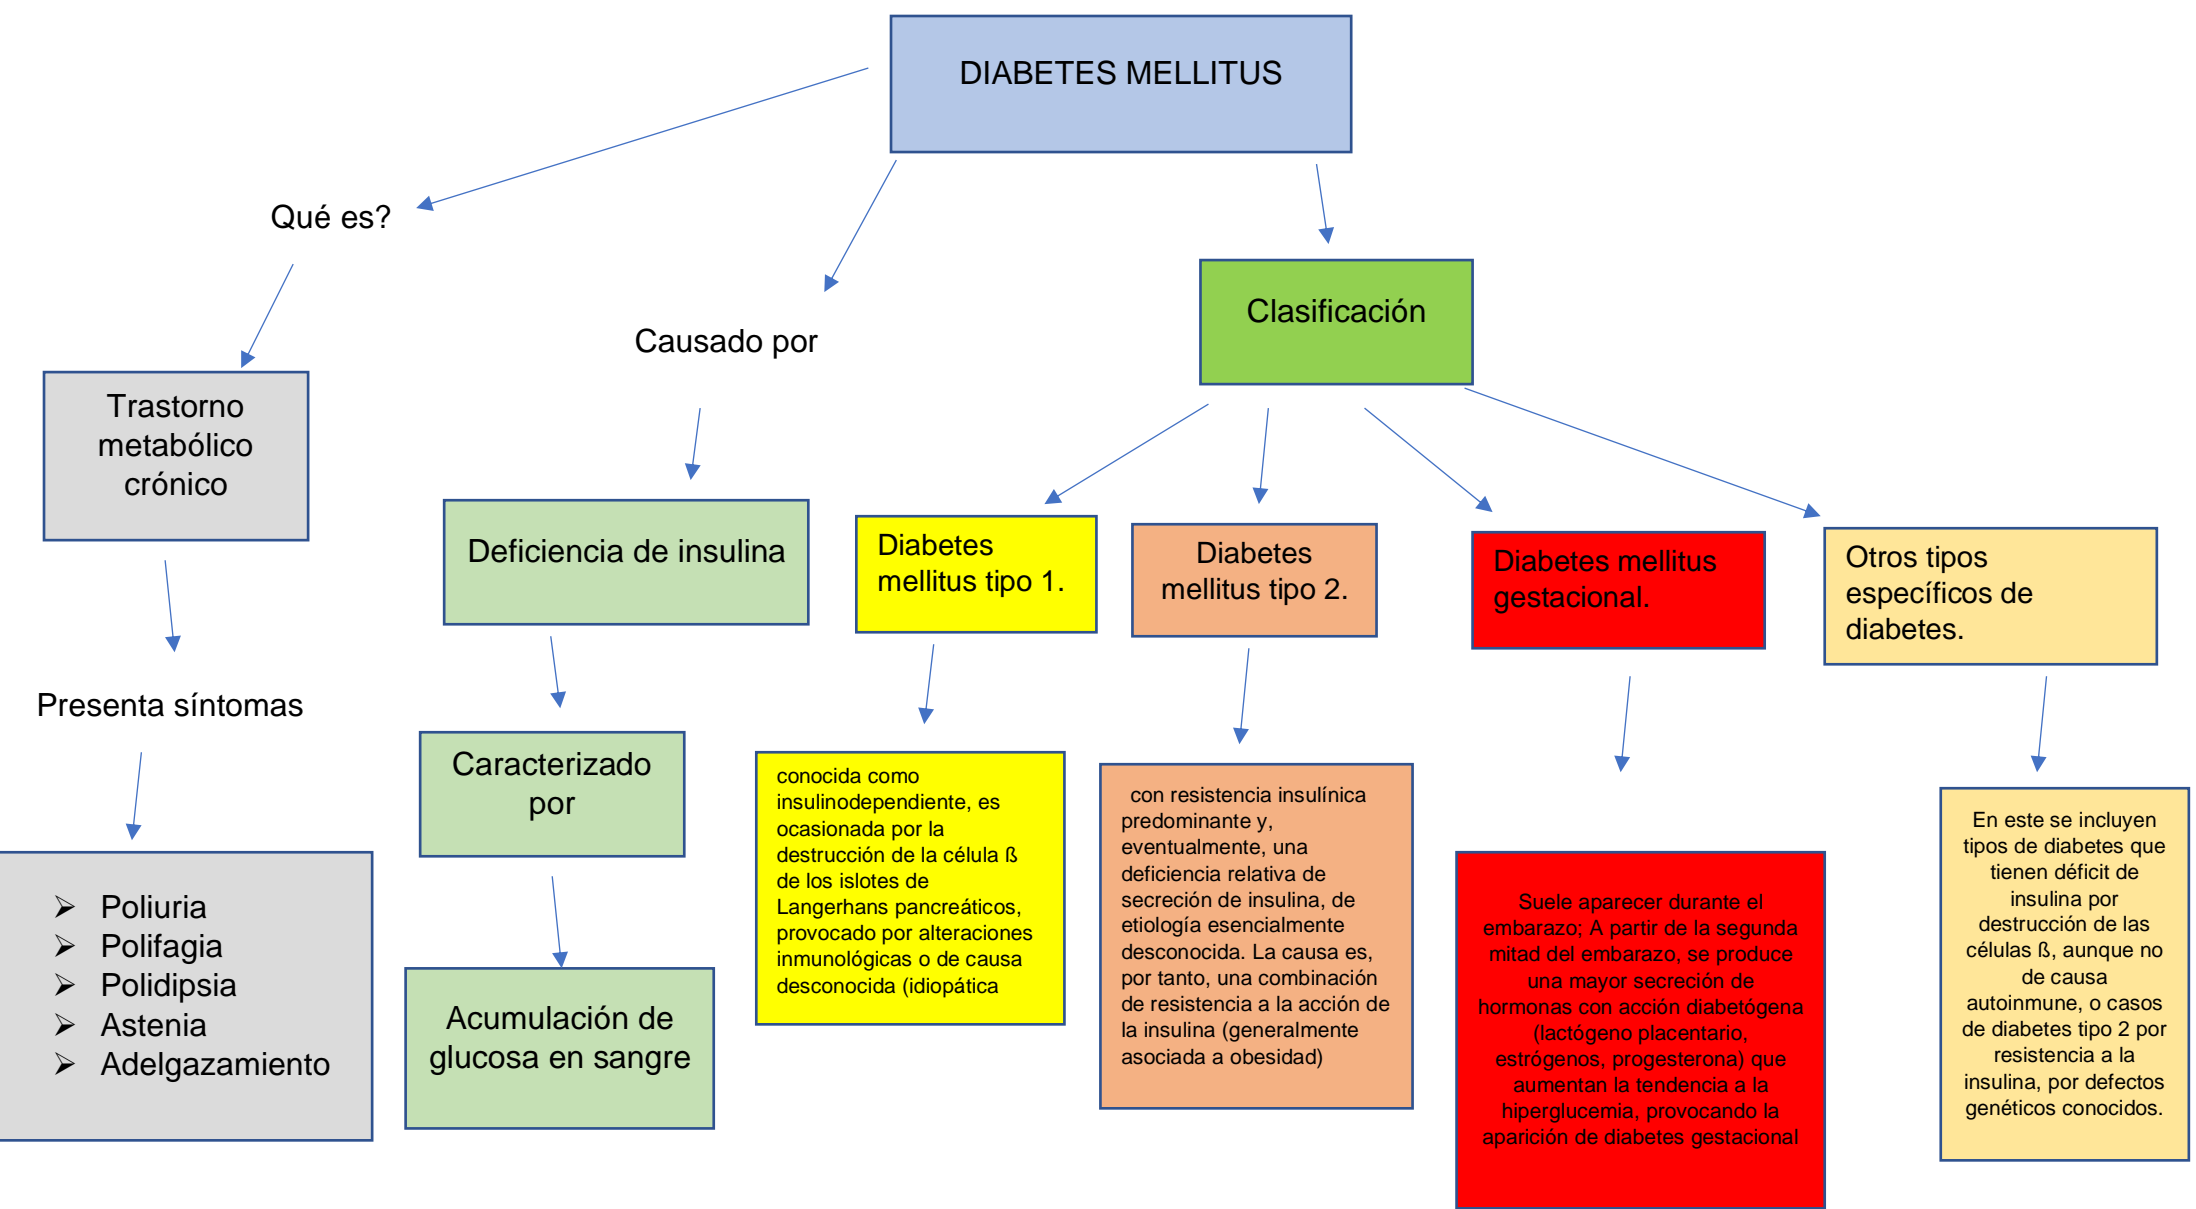 DIABETES MELLITUS
Qué es?
Causado por
Clasificación
Trastorno
metabólico
crónico
Deficiencia de insulina
Diabetes
mellitus tipo 1.
Diabetes
mellitus tipo 2.
Diabetes mellitus
gestacional.
Otros tipos
específicos de
diabetes.
Presenta síntomas
Caracterizado
por
conocida como
insulinodependiente, es
ocasionada por la
destrucción de la célula ß
de los islotes de
Langerhans pancreáticos,
provocado por alteraciones
inmunológicas o de causa
desconocida (idiopática
con resistencia insulínica
predominante y,
eventualmente, una
deficiencia relativa de
secreción de insulina, de
etiología esencialmente
desconocida. La causa es,
por tanto, una combinación
de resistencia a la acción de
la insulina (generalmente
asociada a obesidad)
Suele aparecer durante el
embarazo; A partir de la segunda
mitad del embarazo, se produce
una mayor secreción de
hormonas con acción diabetógena
(lactógeno placentario,
estrógenos, progesterona) que
aumentan la tendencia a la
hiperglucemia, provocando la
aparición de diabetes gestacional
En este se incluyen
tipos de diabetes que
tienen déficit de
insulina por
destrucción de las
células ß, aunque no
de causa
autoinmune, o casos
de diabetes tipo 2 por
resistencia a la
insulina, por defectos
genéticos conocidos.
➢ Poliuria
➢ Polifagia
➢ Polidipsia
➢ Astenia
➢ Adelgazamiento
Acumulación de
glucosa en sangre